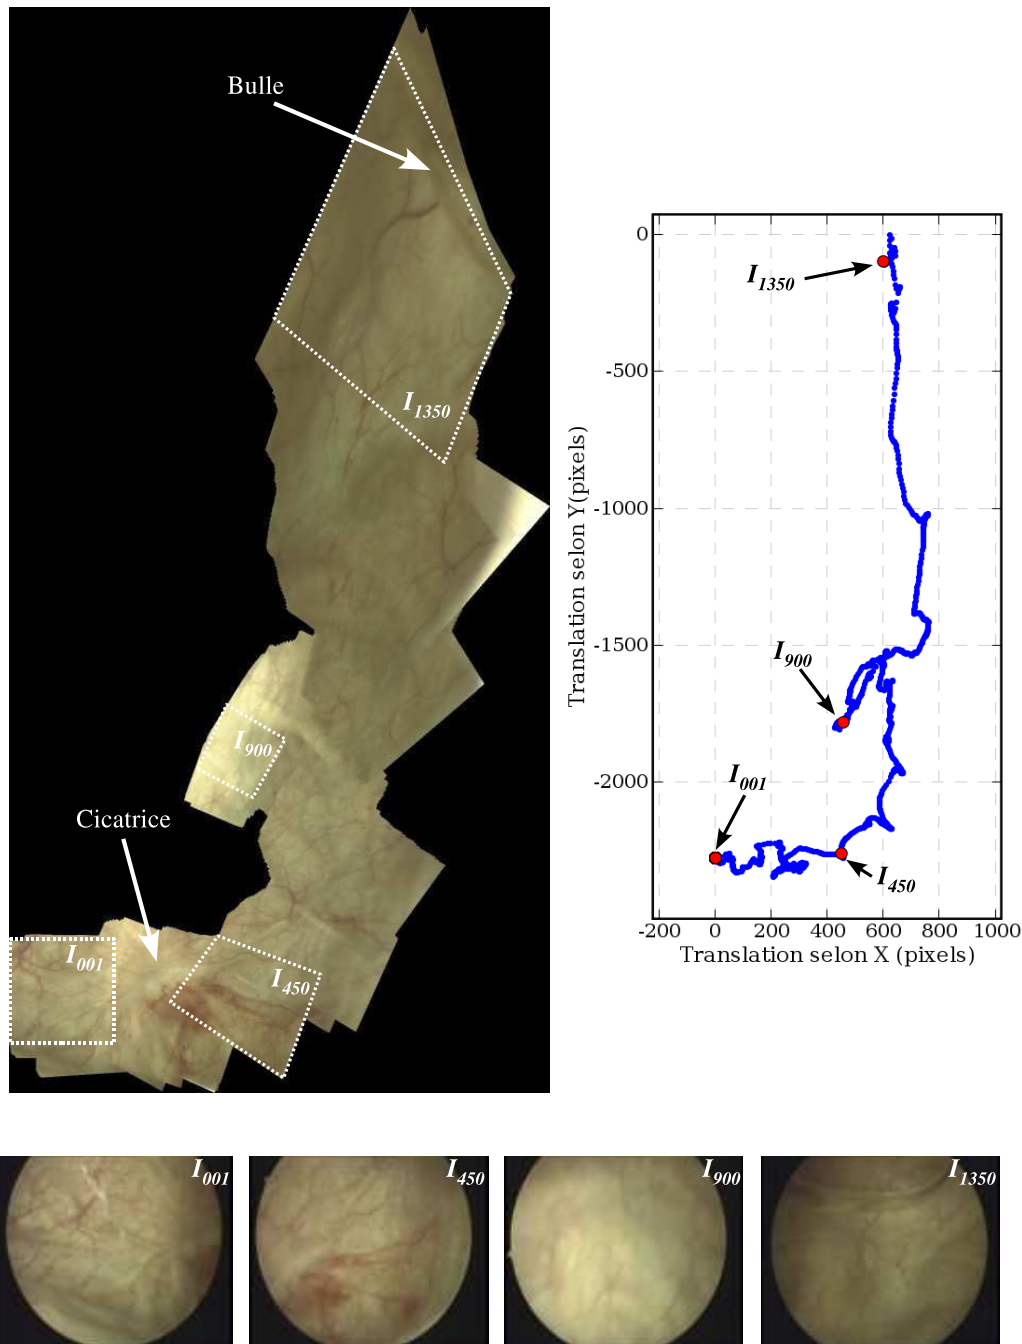 Bulle
I1350
I900
Cicatrice
I001
I450
0
-500
-1000
-1500
-2000
-200 0 200 400 600 800 1000
Translation selon X (pixels)
Translation selon Y(pixels)
I1350
I900
I001
I450
I001 I450 I900 I1350